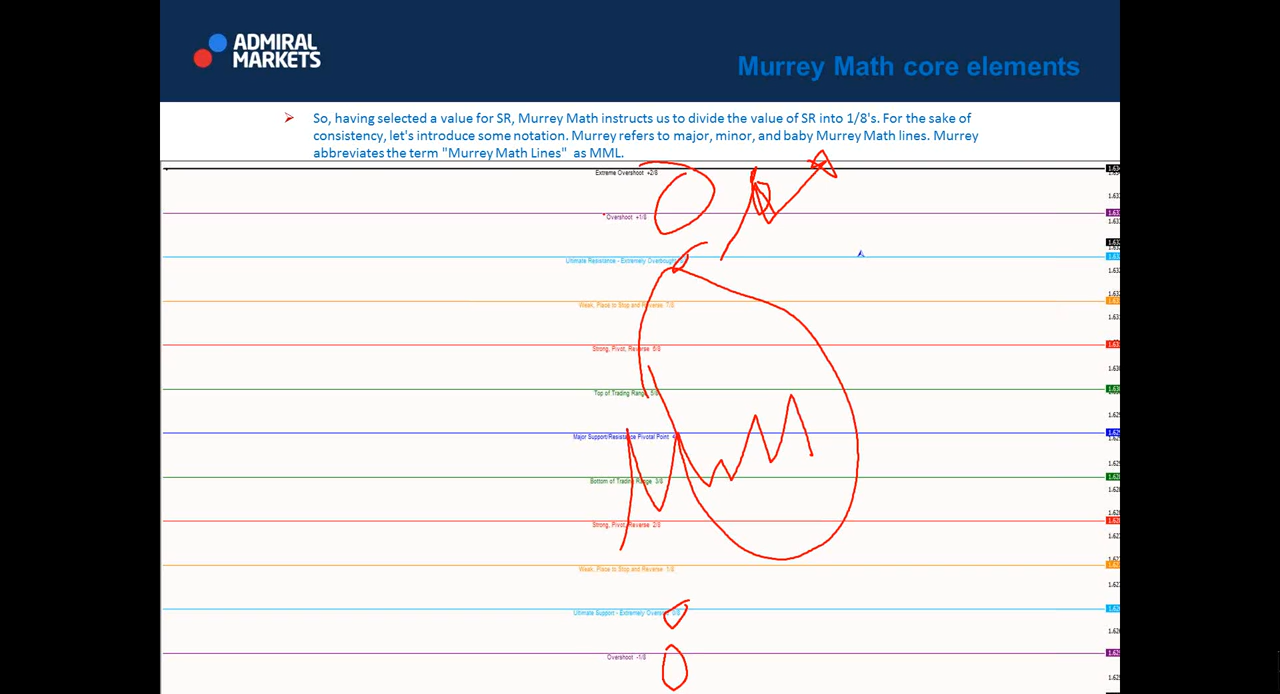 ADMIRAL
MARKETS
Murrey Math core elements
So, having selected a value for SR, Murrey Math instructs us to divide the value of SR into 1/8's. For the sake of
consistency, let's introduce some notation. Murrey refers to major, minor, and baby Murrey Math lines. Murrey
abbreviates the term "Murrey Math Lines" as MML.
Extreme Overshoot +2/8
Overshoot +1/8
Ultimate Resistance - Extremely Overbought
Weak, Place to Stop and Reverse 7/8
Strong, Pivot, Reverse 6/8
Top of Trading Range 5/8
Major Support/Resistance Pivotal Point
Bottom of Trading Range 3/8
Strong, Pivot, Reverse 2/8
Weak, Place to Stop and Reverse 1/8
Ultimate Support - Extremely
Overshoot -1/8